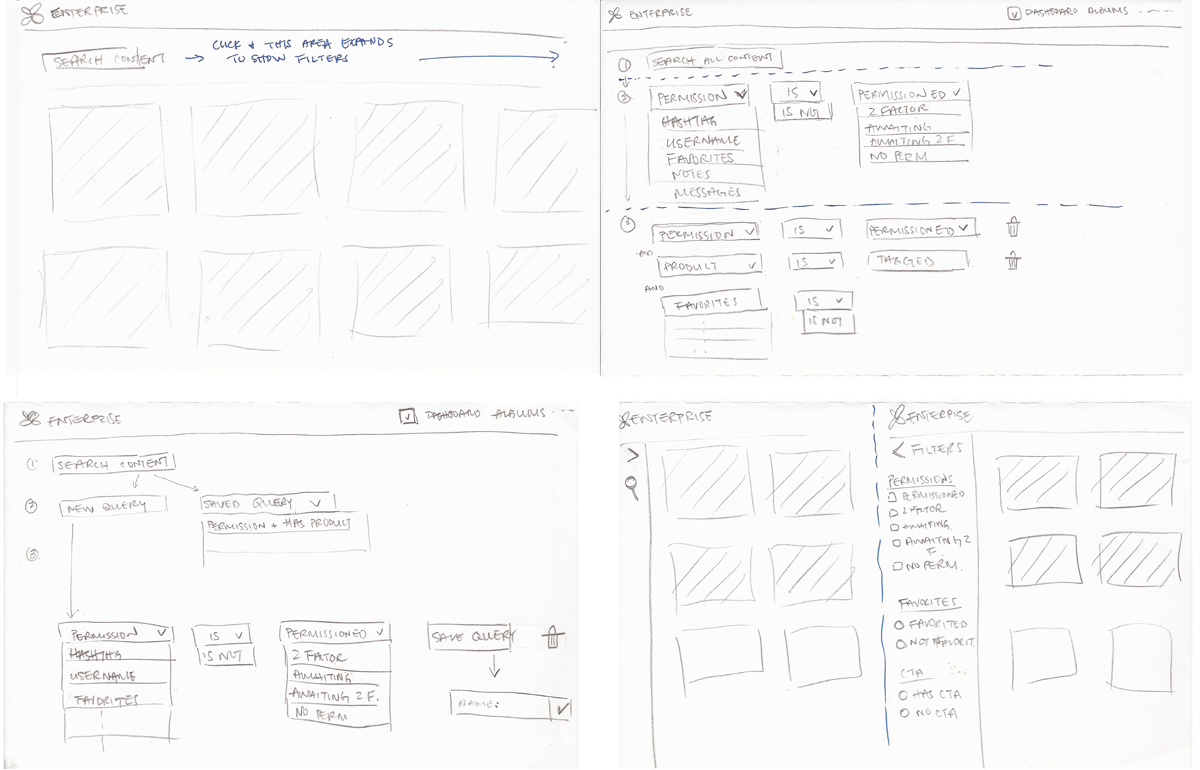 ENTERPRISE
SEARCH CONTENT
CLICK & THIS AREA EXPANDS
TO SHOW FILTERS
ENTERPRISE
DASHBOARD ALBUMS
① SEARCH ALL CONTENT
② PERMISSION IS PERMISSIONED
HASHTAG IS NOT 2 FACTOR
USERNAME AWAITING
FAVORITES AWAITING 2 F.
NOTES NO PERM
MESSAGES
③ PERMISSION IS PERMISSIONED
AND PRODUCT IS TAGGED
AND
FAVORITES IS
IS NOT
ENTERPRISE
DASHBOARD ALBUMS
① SEARCH CONTENT
② NEW QUERY SAVED QUERY
PERMISSION + HAS PRODUCT
③
PERMISSION IS PERMISSIONED SAVE QUERY
HASHTAG IS NOT 2 FACTOR
USERNAME AWAITING
FAVORITES AWAITING 2 F.
NO PERM
NAME:
ENTERPRISE
ENTERPRISE
< FILTERS
PERMISSIONS
PERMISSIONED
2 FACTOR
AWAITING
AWAITING 2
F.
NO PERM.
FAVORITES
FAVORITED
NOT FAVORIT.
CTA
HAS CTA
NO CTA